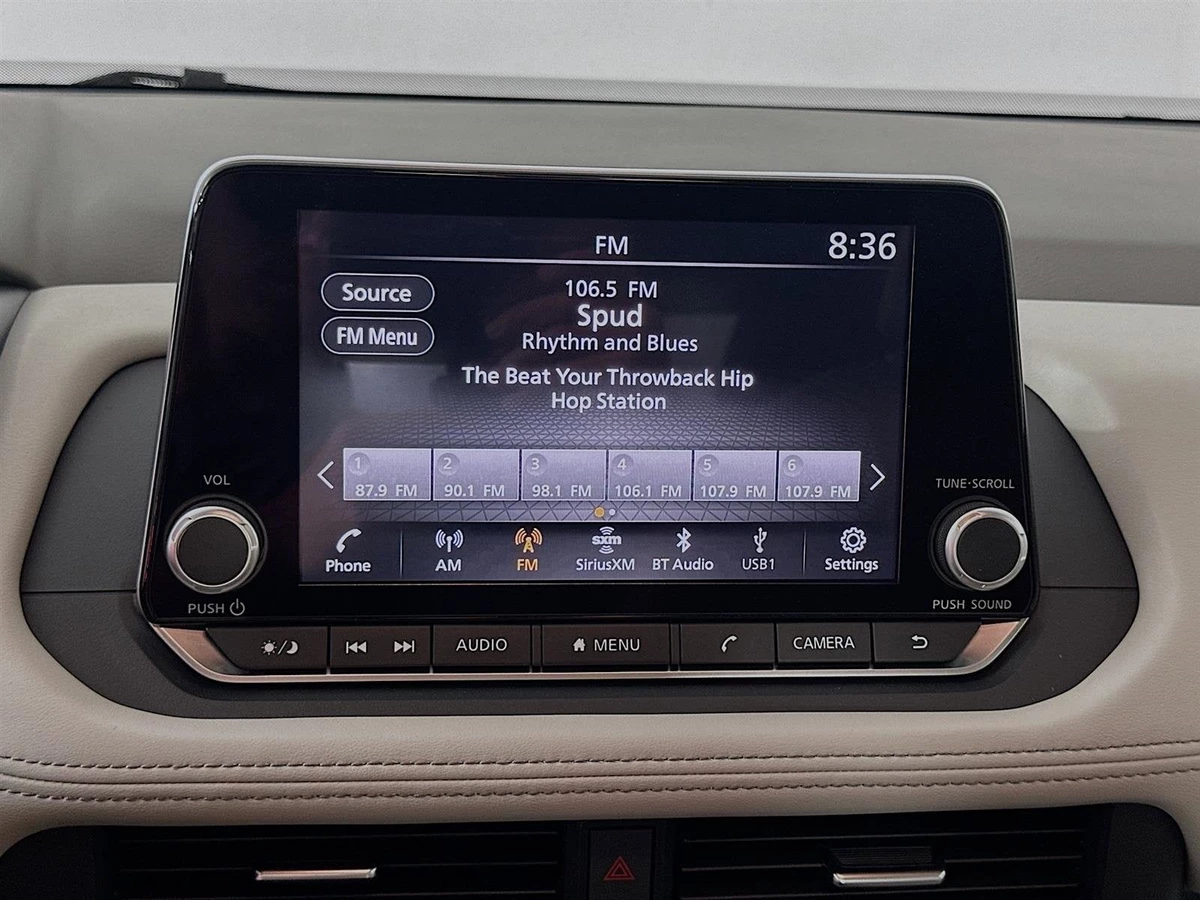 FM
8:36
Source
106.5 FM
Spud
FM Menu
Rhythm and Blues
The Beat Your Throwback Hip
Hop Station
1
2
3
4
5
6
87.9 FM
90.1 FM
98.1 FM
106.1 FM
107.9 FM
107.9 FM
VOL
TUNE·SCROLL
Phone
AM
FM
sxm
SiriusXM
BT Audio
USB1
Settings
PUSH
PUSH SOUND
AUDIO
MENU
CAMERA